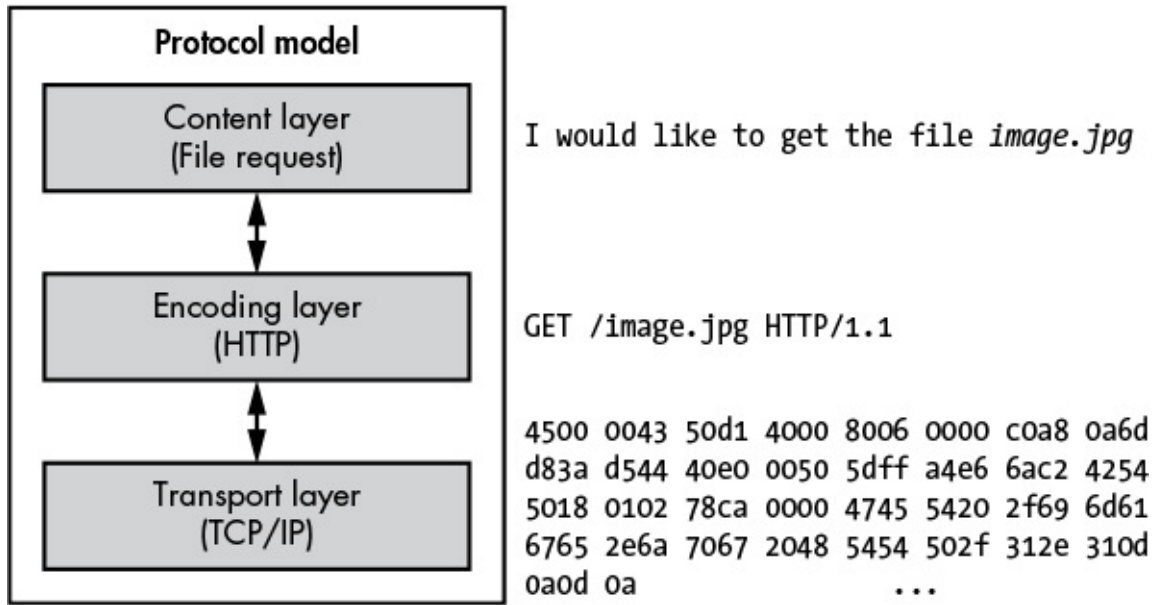 Protocol model
Content layer
(File request)
I would like to get the file image.jpg
Encoding layer
(HTTP)
GET /image.jpg HTTP/1.1
Transport layer
(TCP/IP)
4500 0043 50d1 4000 8006 0000 c0a8 0a6d
d83a d544 40e0 0050 5dff a4e6 6ac2 4254
5018 0102 78ca 0000 4745 5420 2f69 6d61
6765 2e6a 7067 2048 5454 502f 312e 310d
0a0d 0a ...